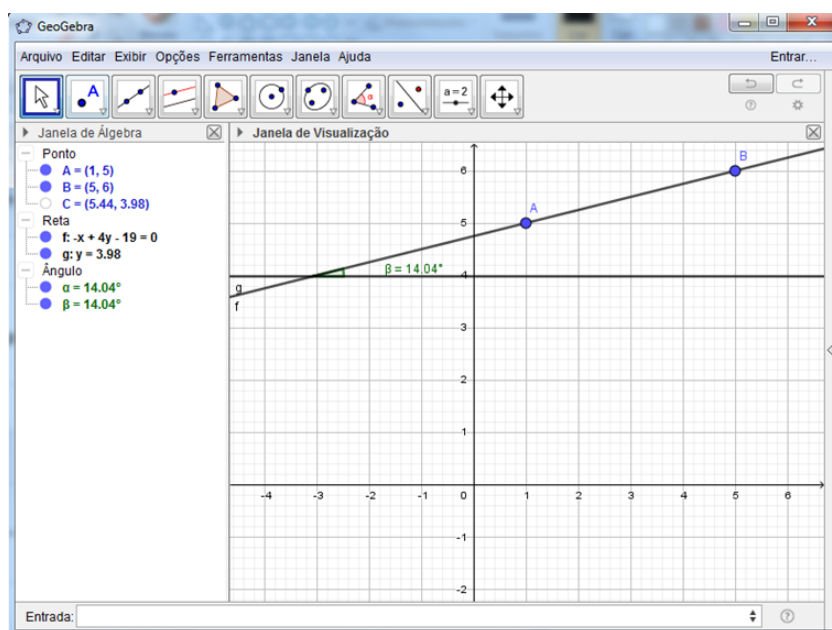 GeoGebra
Arquivo Editar Exibir Opções Ferramentas Janela Ajuda Entrar...
A α a=2
Janela de Álgebra
Ponto
A = (1, 5)
B = (5, 6)
C = (5.44, 3.98)
Reta
f: -x + 4y - 19 = 0
g: y = 3.98
Ângulo
α = 14.04°
β = 14.04°
Janela de Visualização
6
B
5
A
4
β = 14.04°
g
f
3
2
1
-4 -3 -2 -1 0 1 2 3 4 5 6
-1
-2
Entrada: